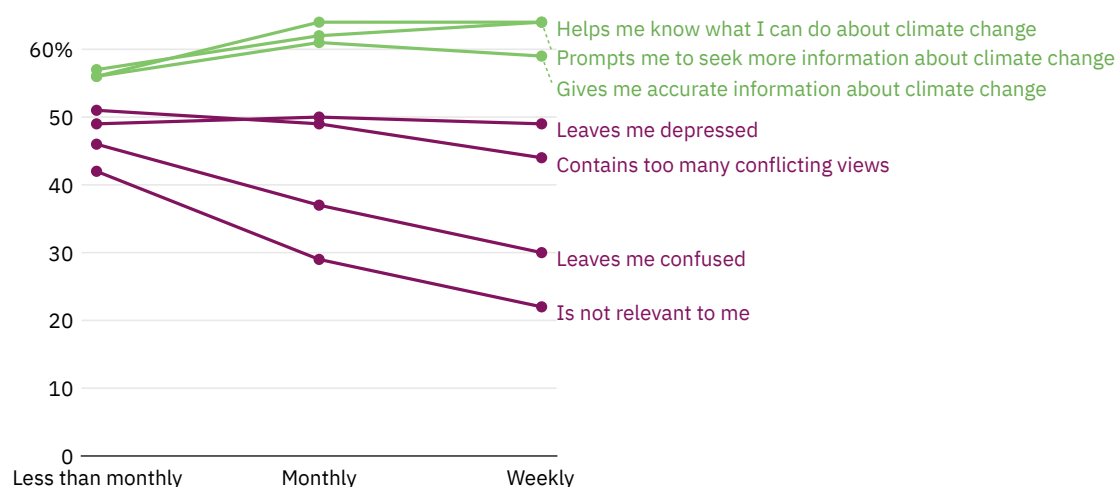 Helps me know what I can do about climate change
60%
Prompts me to seek more information about climate change
Gives me accurate information about climate change
50
Leaves me depressed
Contains too many conflicting views
40
30
Leaves me confused
Is not relevant to me
20
10
0
Less than monthly
Monthly
Weekly